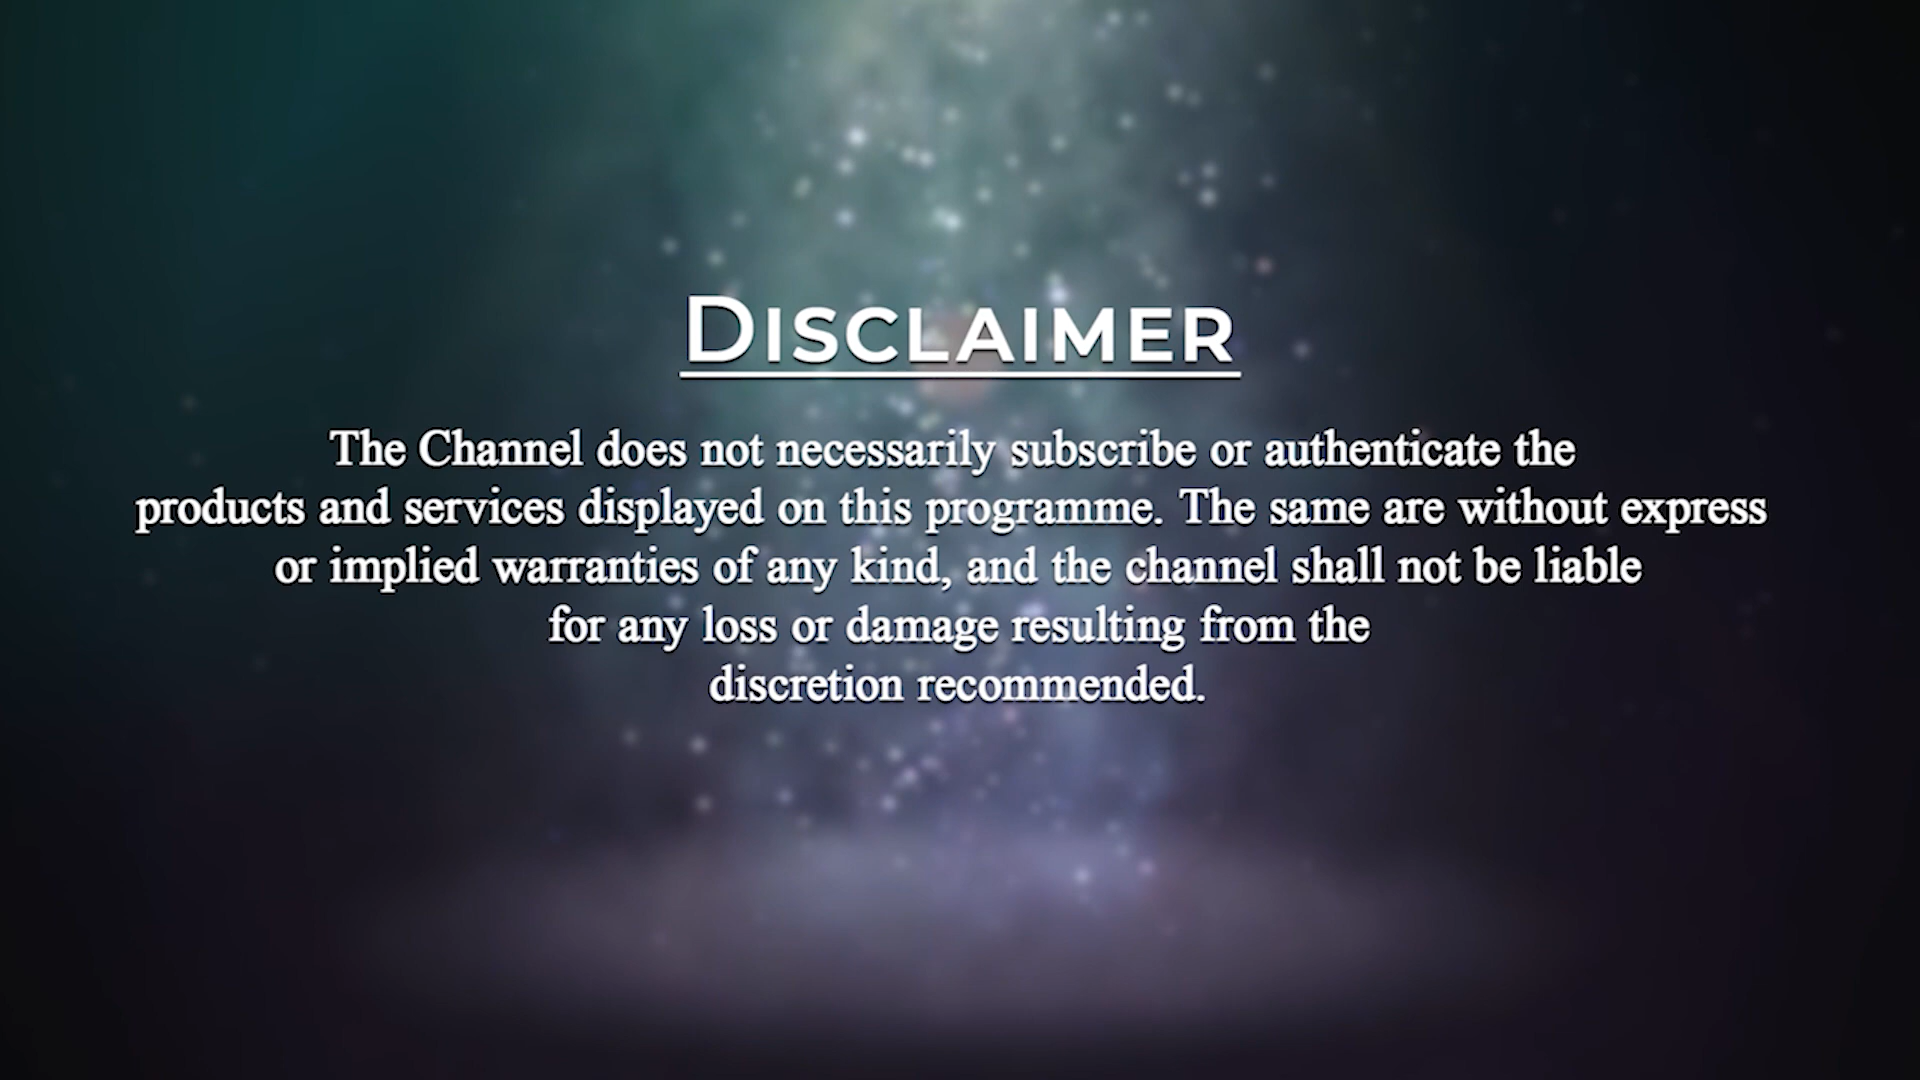 DISCLAIMER
The Channel does not necessarily subscribe or authenticate the
products and services displayed on this programme. The same are without express
or implied warranties of any kind, and the channel shall not be liable
for any loss or damage resulting from the
discretion recommended.